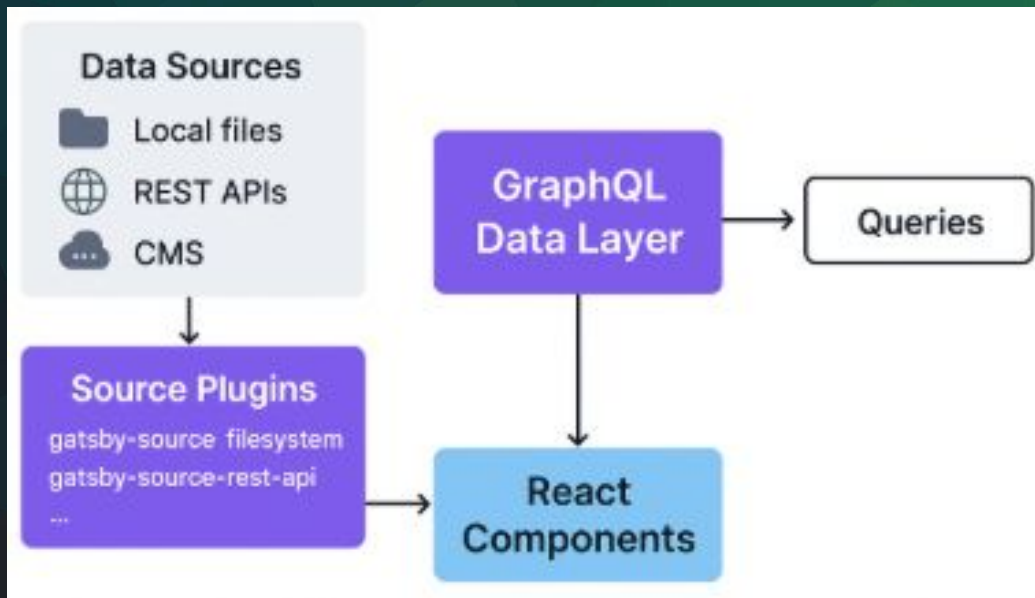 Data Sources
Local files
REST APIs
CMS
Source Plugins
gatsby-source filesystem
gatsby-source-rest-api
...
GraphQL
Data Layer
Queries
React
Components